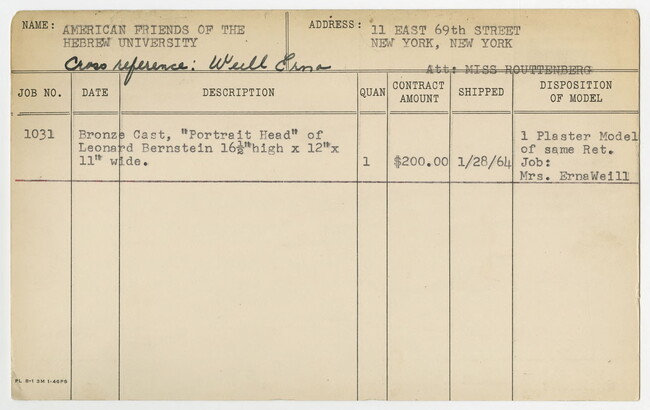 NAME: AMERICAN FRIENDS OF THE
HEBREW UNIVERSITY
ADDRESS: 11 EAST 69th STREET
NEW YORK, NEW YORK
Cross reference: Weill Erna
Att: MISS ROUTTENBERG
JOB NO. DATE DESCRIPTION QUAN CONTRACT AMOUNT SHIPPED DISPOSITION OF MODEL
1031
Bronze Cast, "Portrait Head" of
Leonard Bernstein 16½"high x 12"x
11" wide.
1 $200.00 1/28/64
1 Plaster Model
of same Ret.
Job:
Mrs. ErnaWeill